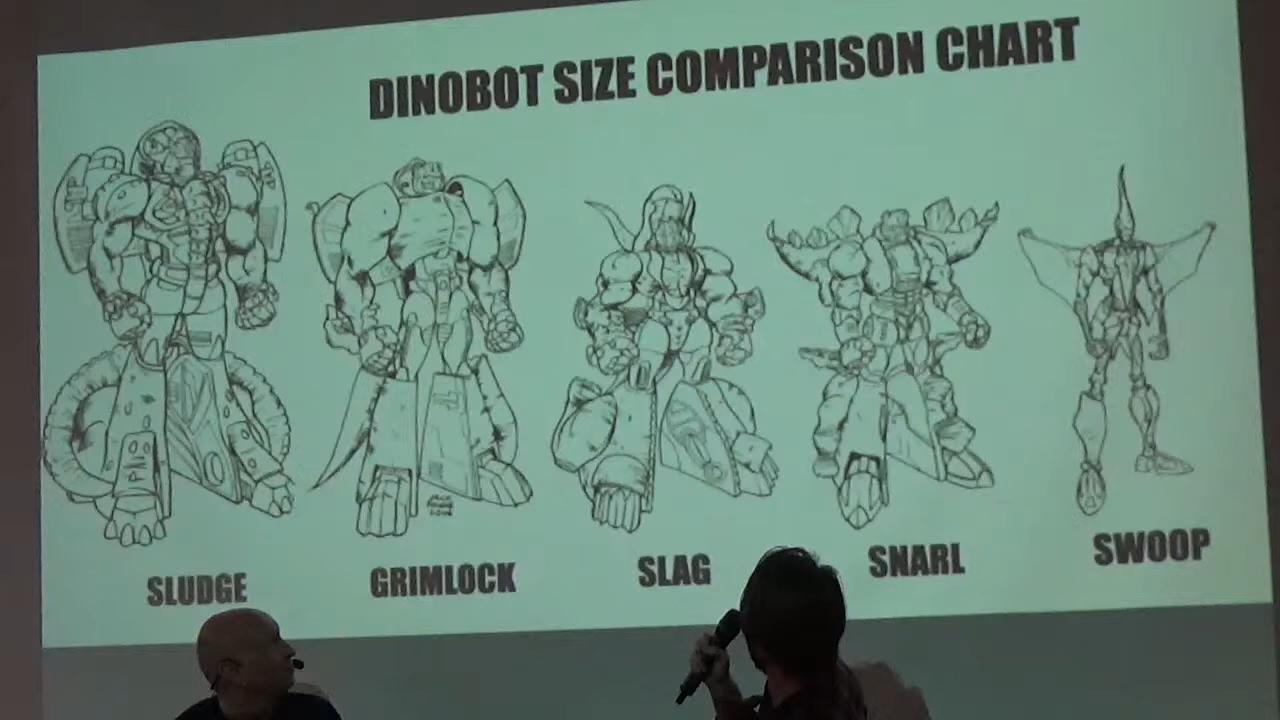 DINOBOT SIZE COMPARISON CHART
SLUDGE
GRIMLOCK
SLAG
SNARL
SWOOP